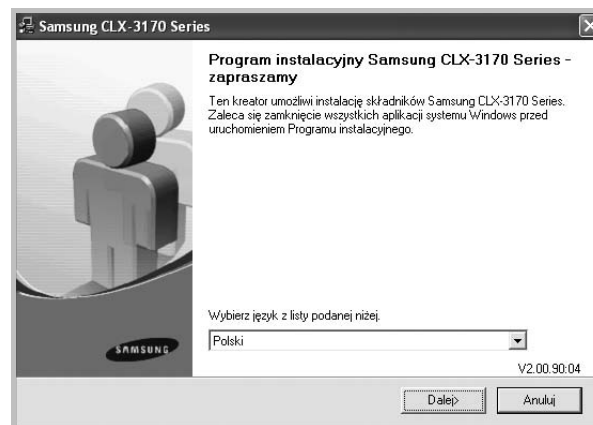 Samsung CLX-3170 Series
Program instalacyjny Samsung CLX-3170 Series -
zapraszamy
Ten kreator umożliwi instalację składników Samsung CLX-3170 Series.
Zaleca się zamknięcie wszystkich aplikacji systemu Windows przed
uruchomieniem Programu instalacyjnego.
Wybierz język z listy podanej niżej.
Polski
SAMSUNG
V2.00.90:04
Dalej>
Anuluj